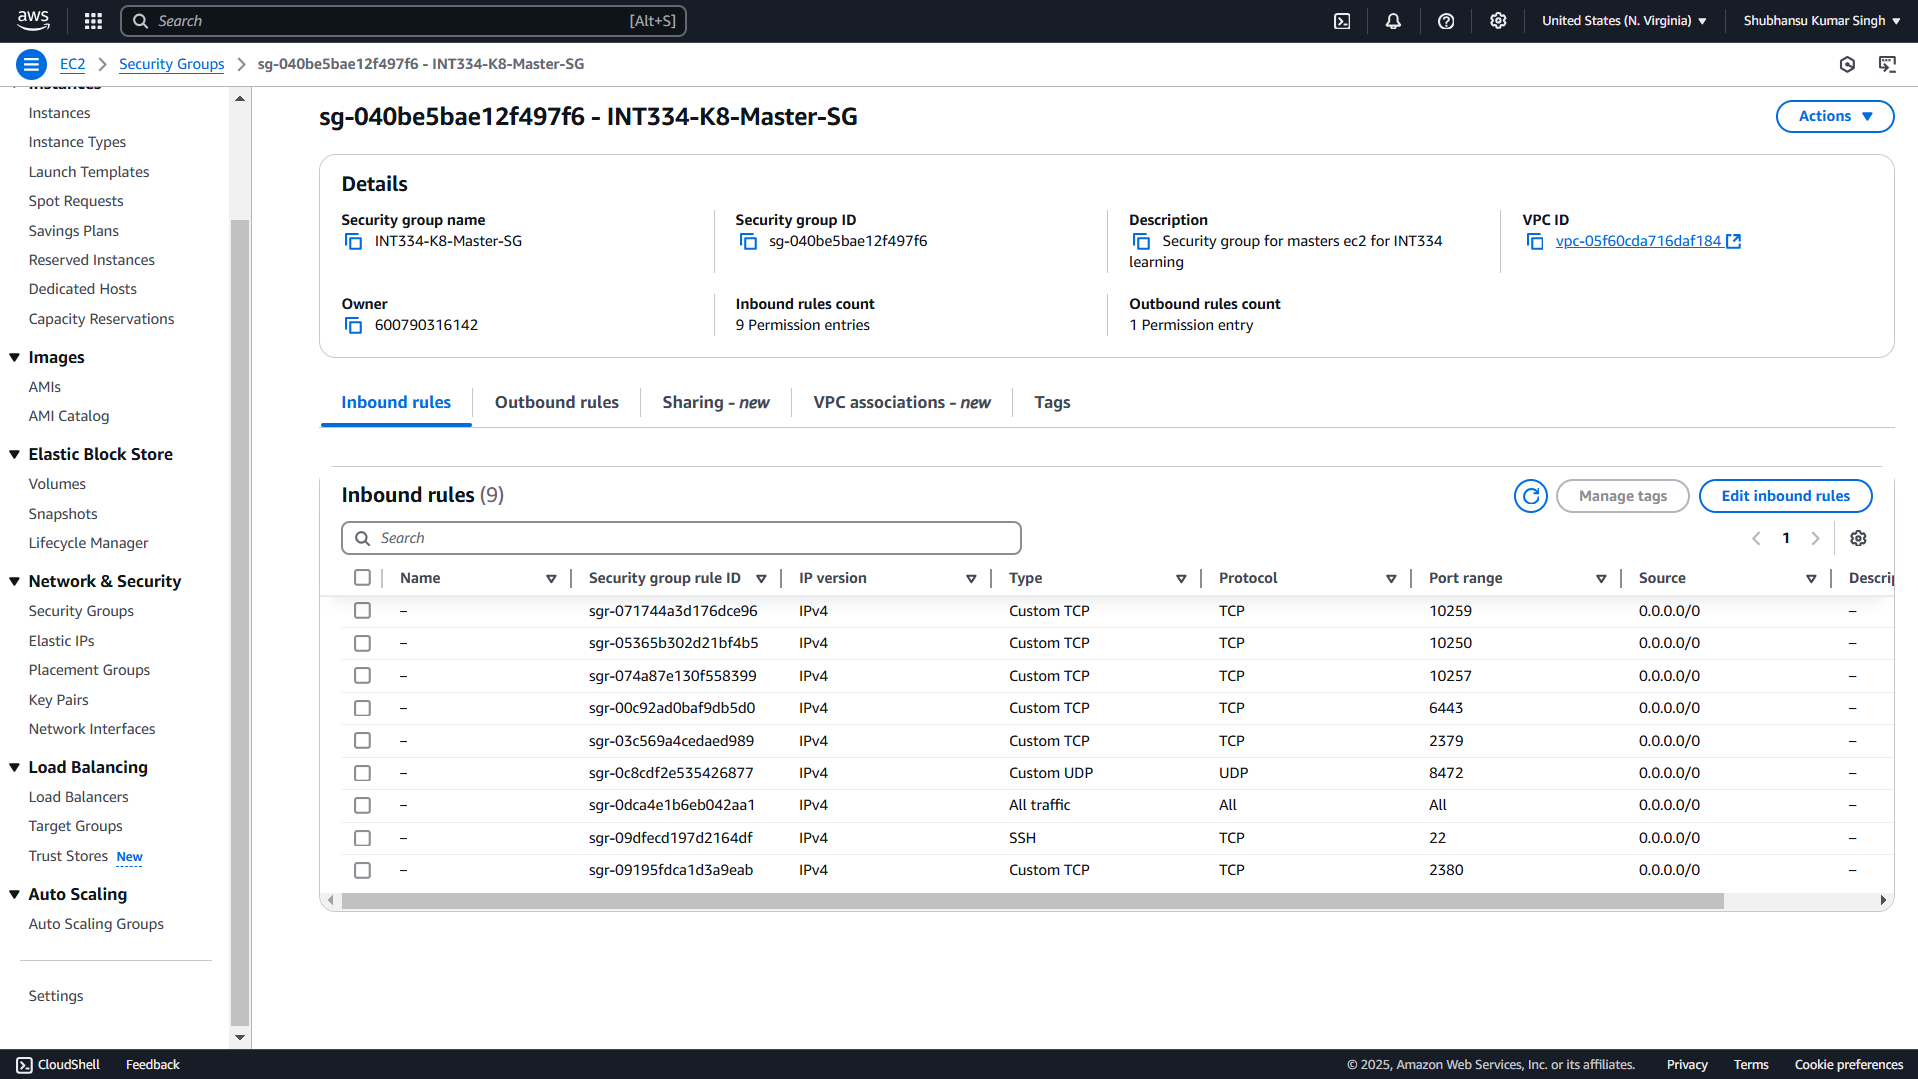 aws
Search [Alt+S]
United States (N. Virginia)
Shubhansu Kumar Singh
EC2 Security Groups sg-040be5bae12f497f6 - INT334-K8-Master-SG
Instances
Instance Types
Launch Templates
Spot Requests
Savings Plans
Reserved Instances
Dedicated Hosts
Capacity Reservations
Images
AMIs
AMI Catalog
Elastic Block Store
Volumes
Snapshots
Lifecycle Manager
Network & Security
Security Groups
Elastic IPs
Placement Groups
Key Pairs
Network Interfaces
Load Balancing
Load Balancers
Target Groups
Trust Stores New
Auto Scaling
Auto Scaling Groups
Settings
sg-040be5bae12f497f6 - INT334-K8-Master-SG
Actions
Details
Security group name
INT334-K8-Master-SG
Security group ID
sg-040be5bae12f497f6
Description
Security group for masters ec2 for INT334
learning
VPC ID
vpc-05f60cda716daf184
Owner
600790316142
Inbound rules count
9 Permission entries
Outbound rules count
1 Permission entry
Inbound rules Outbound rules Sharing - new VPC associations - new Tags
Inbound rules (9)
Manage tags
Edit inbound rules
Search
1
Name Security group rule ID IP version Type Protocol Port range Source Descrip
– sgr-071744a3d176dce96 IPv4 Custom TCP TCP 10259 0.0.0.0/0 –
– sgr-05365b302d21bf4b5 IPv4 Custom TCP TCP 10250 0.0.0.0/0 –
– sgr-074a87e130f558399 IPv4 Custom TCP TCP 10257 0.0.0.0/0 –
– sgr-00c92ad0baf9db5d0 IPv4 Custom TCP TCP 6443 0.0.0.0/0 –
– sgr-03c569a4cedaed989 IPv4 Custom TCP TCP 2379 0.0.0.0/0 –
– sgr-0c8cdf2e535426877 IPv4 Custom UDP UDP 8472 0.0.0.0/0 –
– sgr-0dca4e1b6eb042aa1 IPv4 All traffic All All 0.0.0.0/0 –
– sgr-09dfecd197d2164df IPv4 SSH TCP 22 0.0.0.0/0 –
– sgr-09195fdca1d3a9eab IPv4 Custom TCP TCP 2380 0.0.0.0/0 –
CloudShell Feedback
© 2025, Amazon Web Services, Inc. or its affiliates. Privacy Terms Cookie preferences